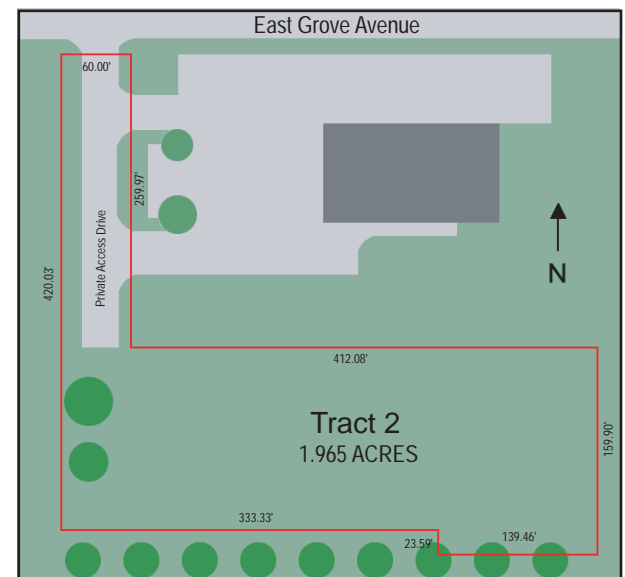 East Grove Avenue
60.00'
259.97'
Private Access Drive
420.03'
N
412.08'
Tract 2
1.965 ACRES
159.90'
333.33'
23.59'
139.46'